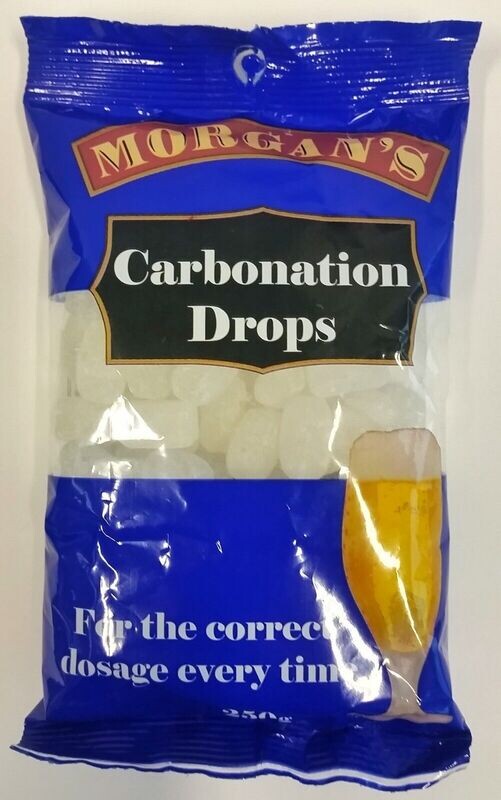 MORGAN'S
Carbonation
Drops
For the correct
dosage every time
250g